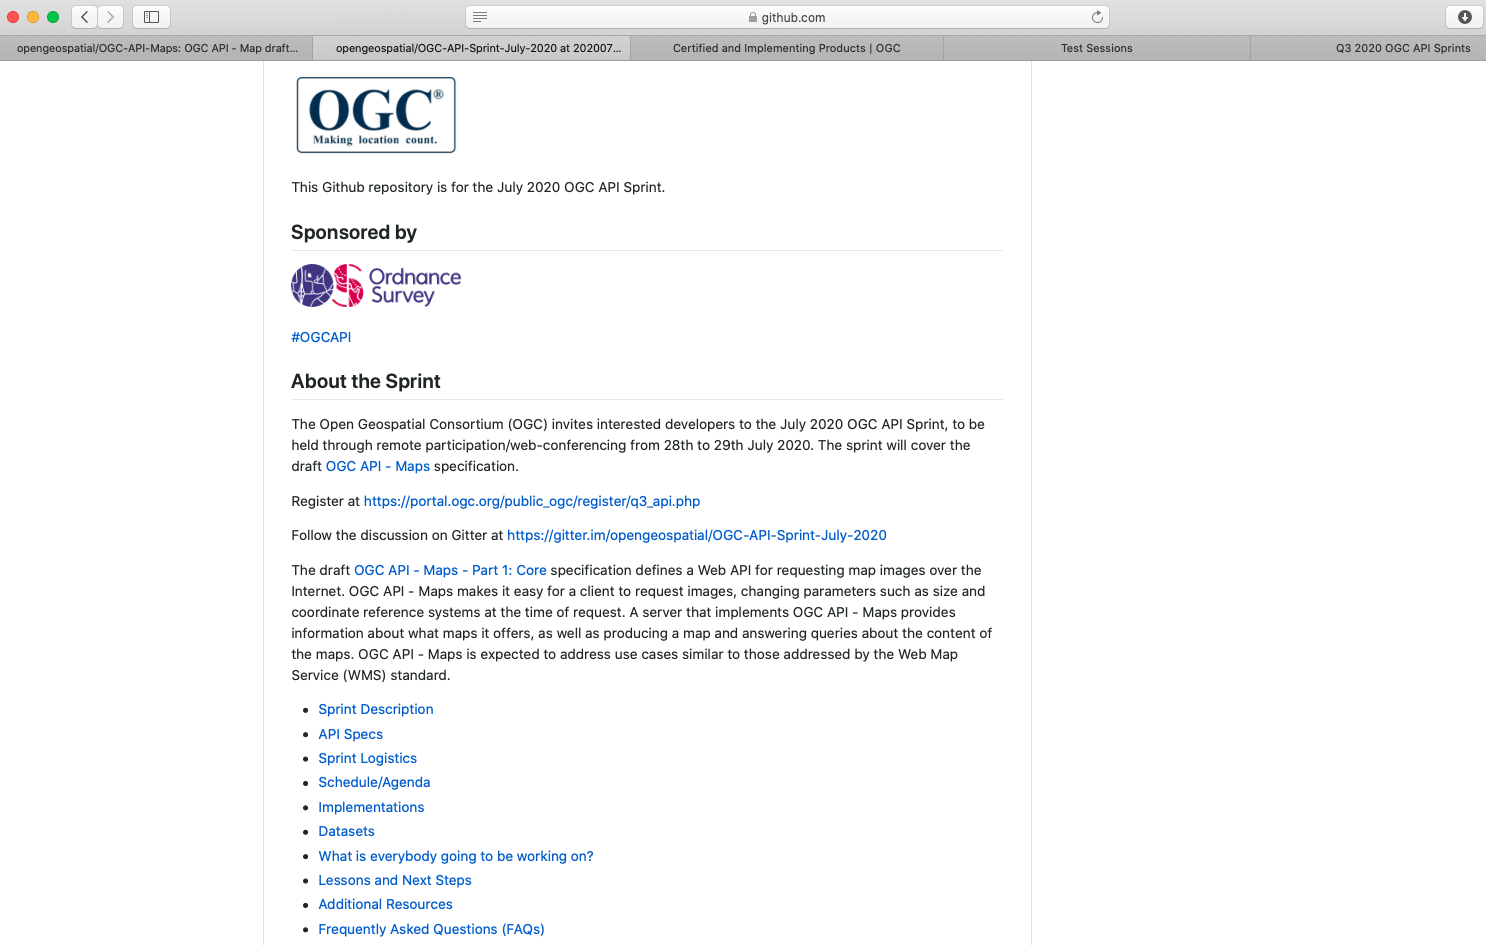 github.com
opengeospatial/OGC-API-Maps: OGC API - Map draft...
opengeospatial/OGC-API-Sprint-July-2020 at 202007...
Certified and Implementing Products | OGC
Test Sessions
Q3 2020 OGC API Sprints
OGC®
Making location count.
This Github repository is for the July 2020 OGC API Sprint.
Sponsored by
Ordnance
Survey
#OGCAPI
About the Sprint
The Open Geospatial Consortium (OGC) invites interested developers to the July 2020 OGC API Sprint, to be
held through remote participation/web-conferencing from 28th to 29th July 2020. The sprint will cover the
draft OGC API - Maps specification.
Register at https://portal.ogc.org/public_ogc/register/q3_api.php
Follow the discussion on Gitter at https://gitter.im/opengeospatial/OGC-API-Sprint-July-2020
The draft OGC API - Maps - Part 1: Core specification defines a Web API for requesting map images over the
Internet. OGC API - Maps makes it easy for a client to request images, changing parameters such as size and
coordinate reference systems at the time of request. A server that implements OGC API - Maps provides
information about what maps it offers, as well as producing a map and answering queries about the content of
the maps. OGC API - Maps is expected to address use cases similar to those addressed by the Web Map
Service (WMS) standard.
• Sprint Description
• API Specs
• Sprint Logistics
• Schedule/Agenda
• Implementations
• Datasets
• What is everybody going to be working on?
• Lessons and Next Steps
• Additional Resources
• Frequently Asked Questions (FAQs)